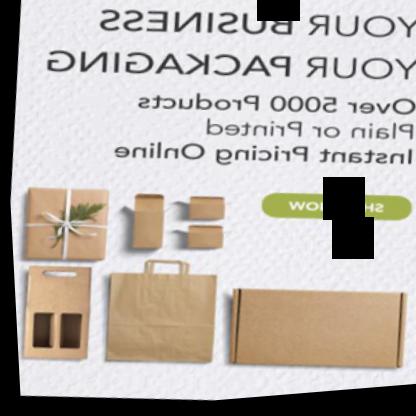 YOUR BUSINESS
YOUR PACKAGING
Over 5000 Products
Plain or Printed
Instant Pricing Online